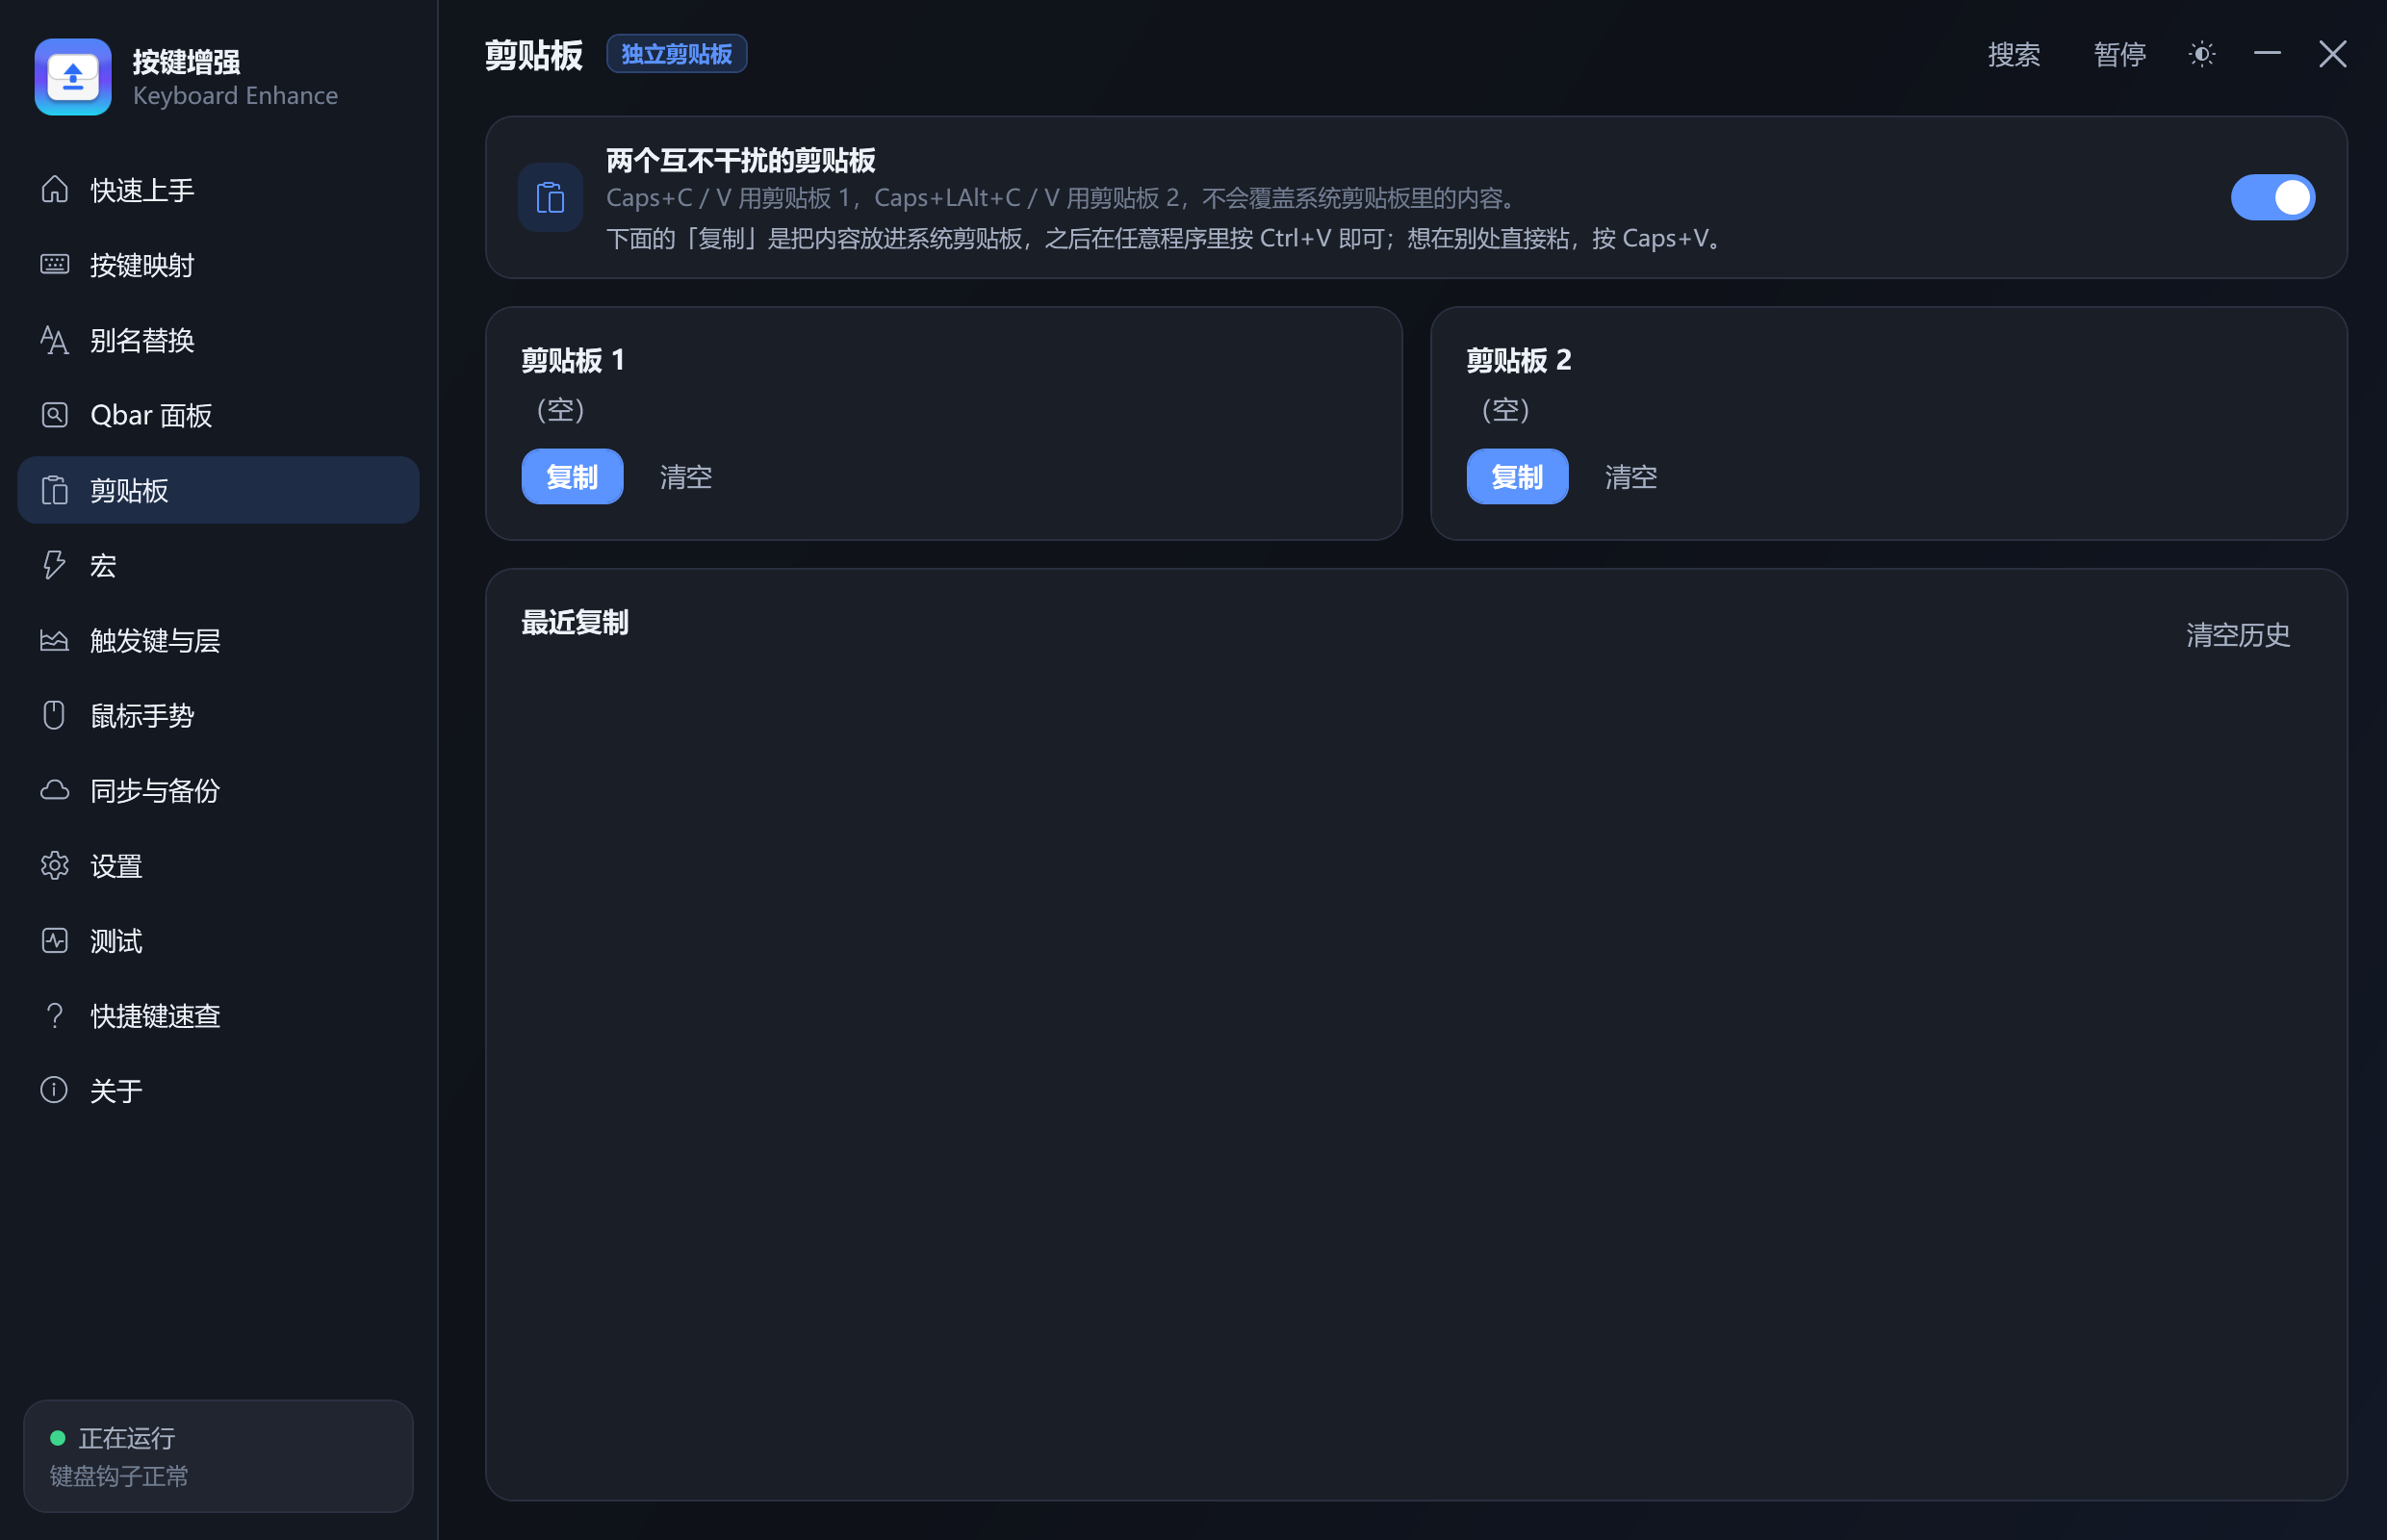 按键增强
Keyboard Enhance
快速上手
按键映射
别名替换
Qbar 面板
剪贴板
宏
触发键与层
鼠标手势
同步与备份
设置
测试
快捷键速查
关于
正在运行
键盘钩子正常
剪贴板
独立剪贴板
搜索
暂停
两个互不干扰的剪贴板
Caps+C / V 用剪贴板 1，Caps+LAlt+C / V 用剪贴板 2，不会覆盖系统剪贴板里的内容。
下面的「复制」是把内容放进系统剪贴板，之后在任意程序里按 Ctrl+V 即可；想在别处直接粘，按 Caps+V。
剪贴板 1
（空）
复制
清空
剪贴板 2
（空）
复制
清空
最近复制
清空历史